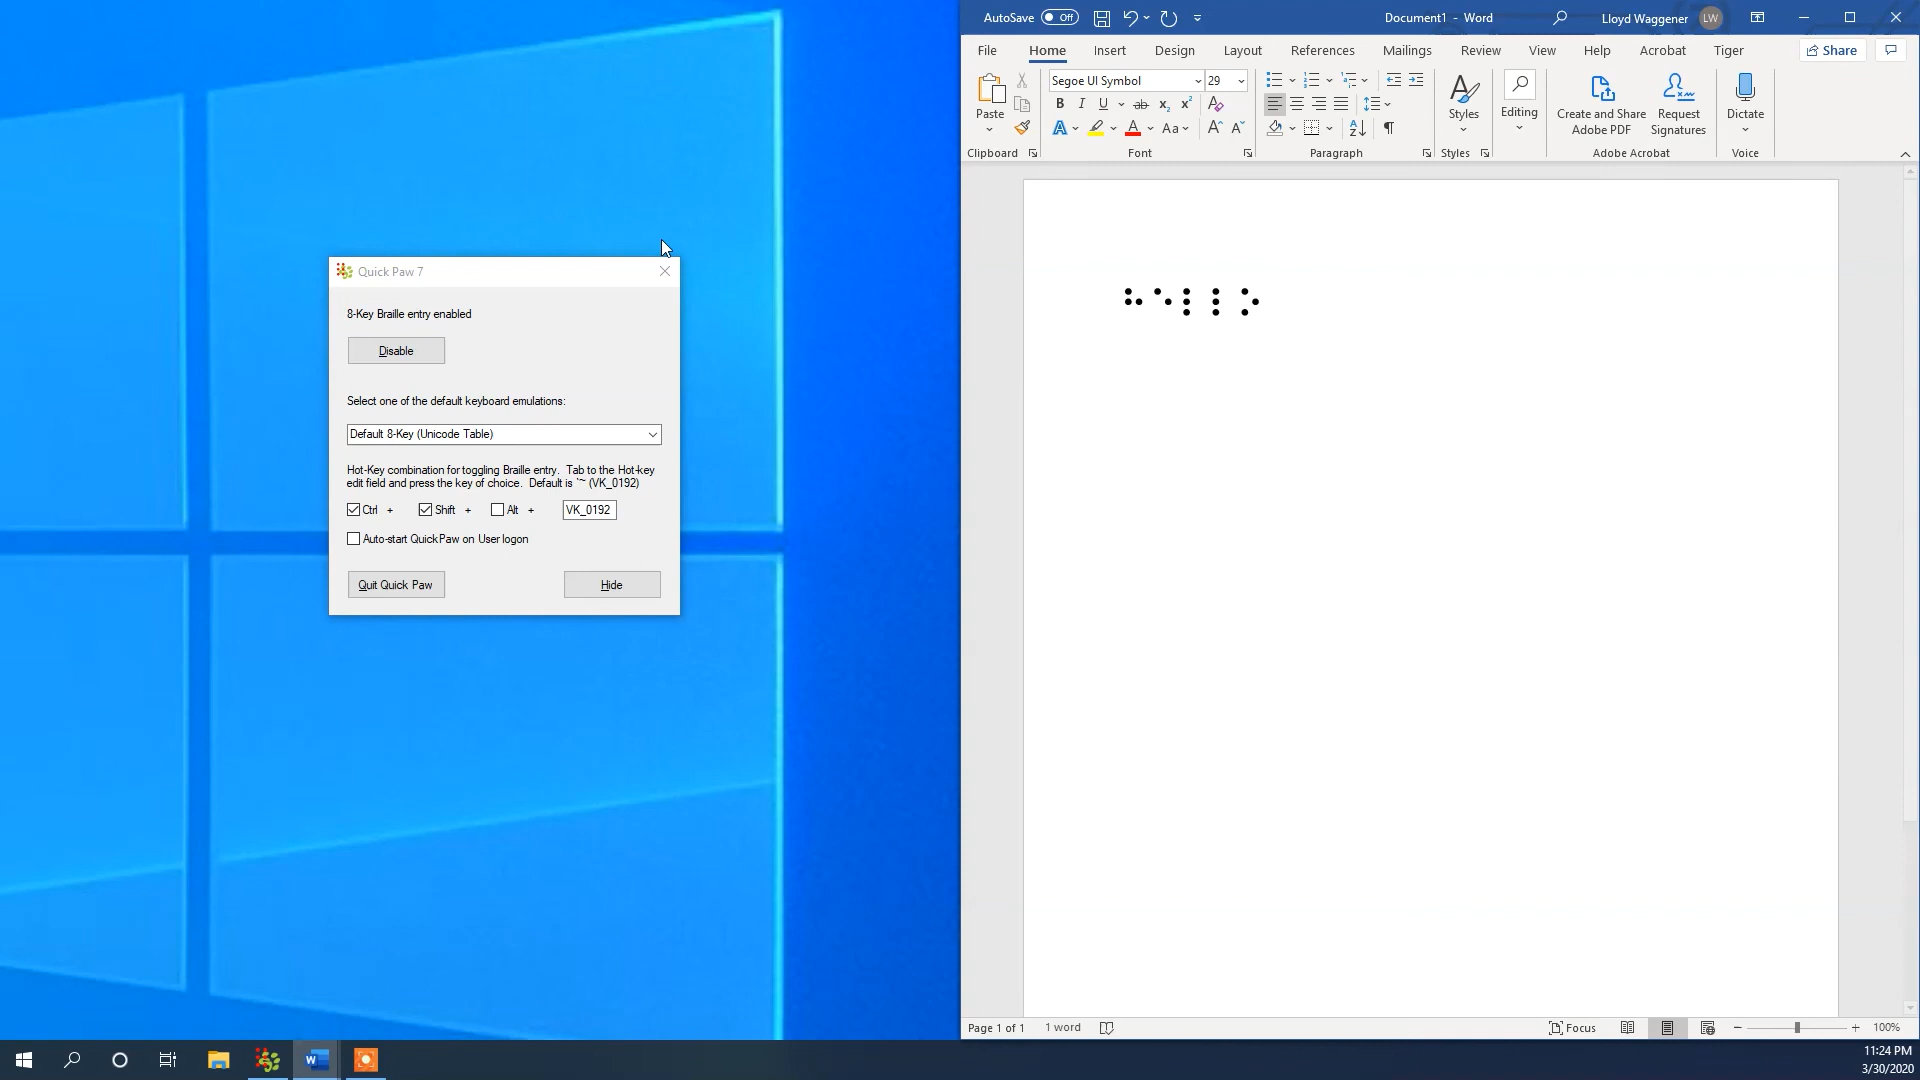 AutoSave Off
Document1 - Word
Lloyd Waggener LW
File Home Insert Design Layout References Mailings Review View Help Acrobat Tiger Share
Paste
Segoe UI Symbol 29
B I U ab x₂ x²
A A Aa A A
Styles
Editing
Create and Share Adobe PDF
Request Signatures
Dictate
Clipboard Font Paragraph Styles Adobe Acrobat Voice
Quick Paw 7
8-Key Braille entry enabled
Disable
Select one of the default keyboard emulations:
Default 8-Key (Unicode Table)
Hot-Key combination for toggling Braille entry. Tab to the Hot-key
edit field and press the key of choice. Default is `~ (VK_0192)
Ctrl + Shift + Alt + VK_0192
Auto-start QuickPaw on User logon
Quit Quick Paw Hide
⠓⠑⠇⠇⠕
Page 1 of 1 1 word Focus 100%
11:24 PM
3/30/2020